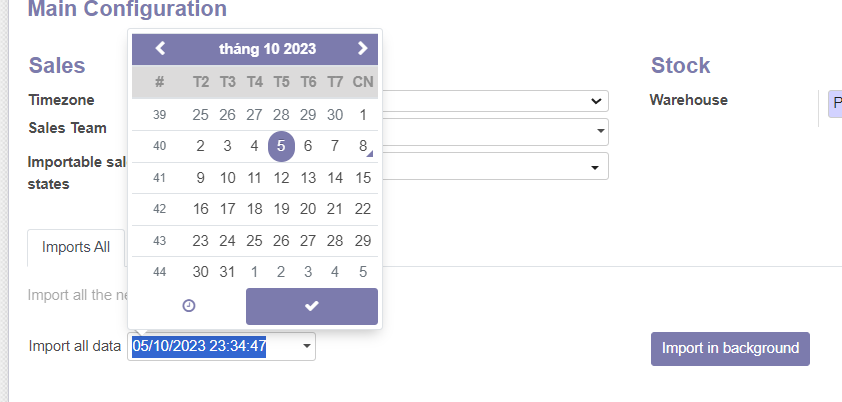 Main Configuration
Sales
Stock
Timezone
Warehouse
Sales Team
Importable sal
states
tháng 10 2023
# T2 T3 T4 T5 T6 T7 CN
39 25 26 27 28 29 30 1
40 2 3 4 5 6 7 8
41 9 10 11 12 13 14 15
42 16 17 18 19 20 21 22
43 23 24 25 26 27 28 29
44 30 31 1 2 3 4 5
Imports All
Import all the ne
Import all data 05/10/2023 23:34:47
Import in background